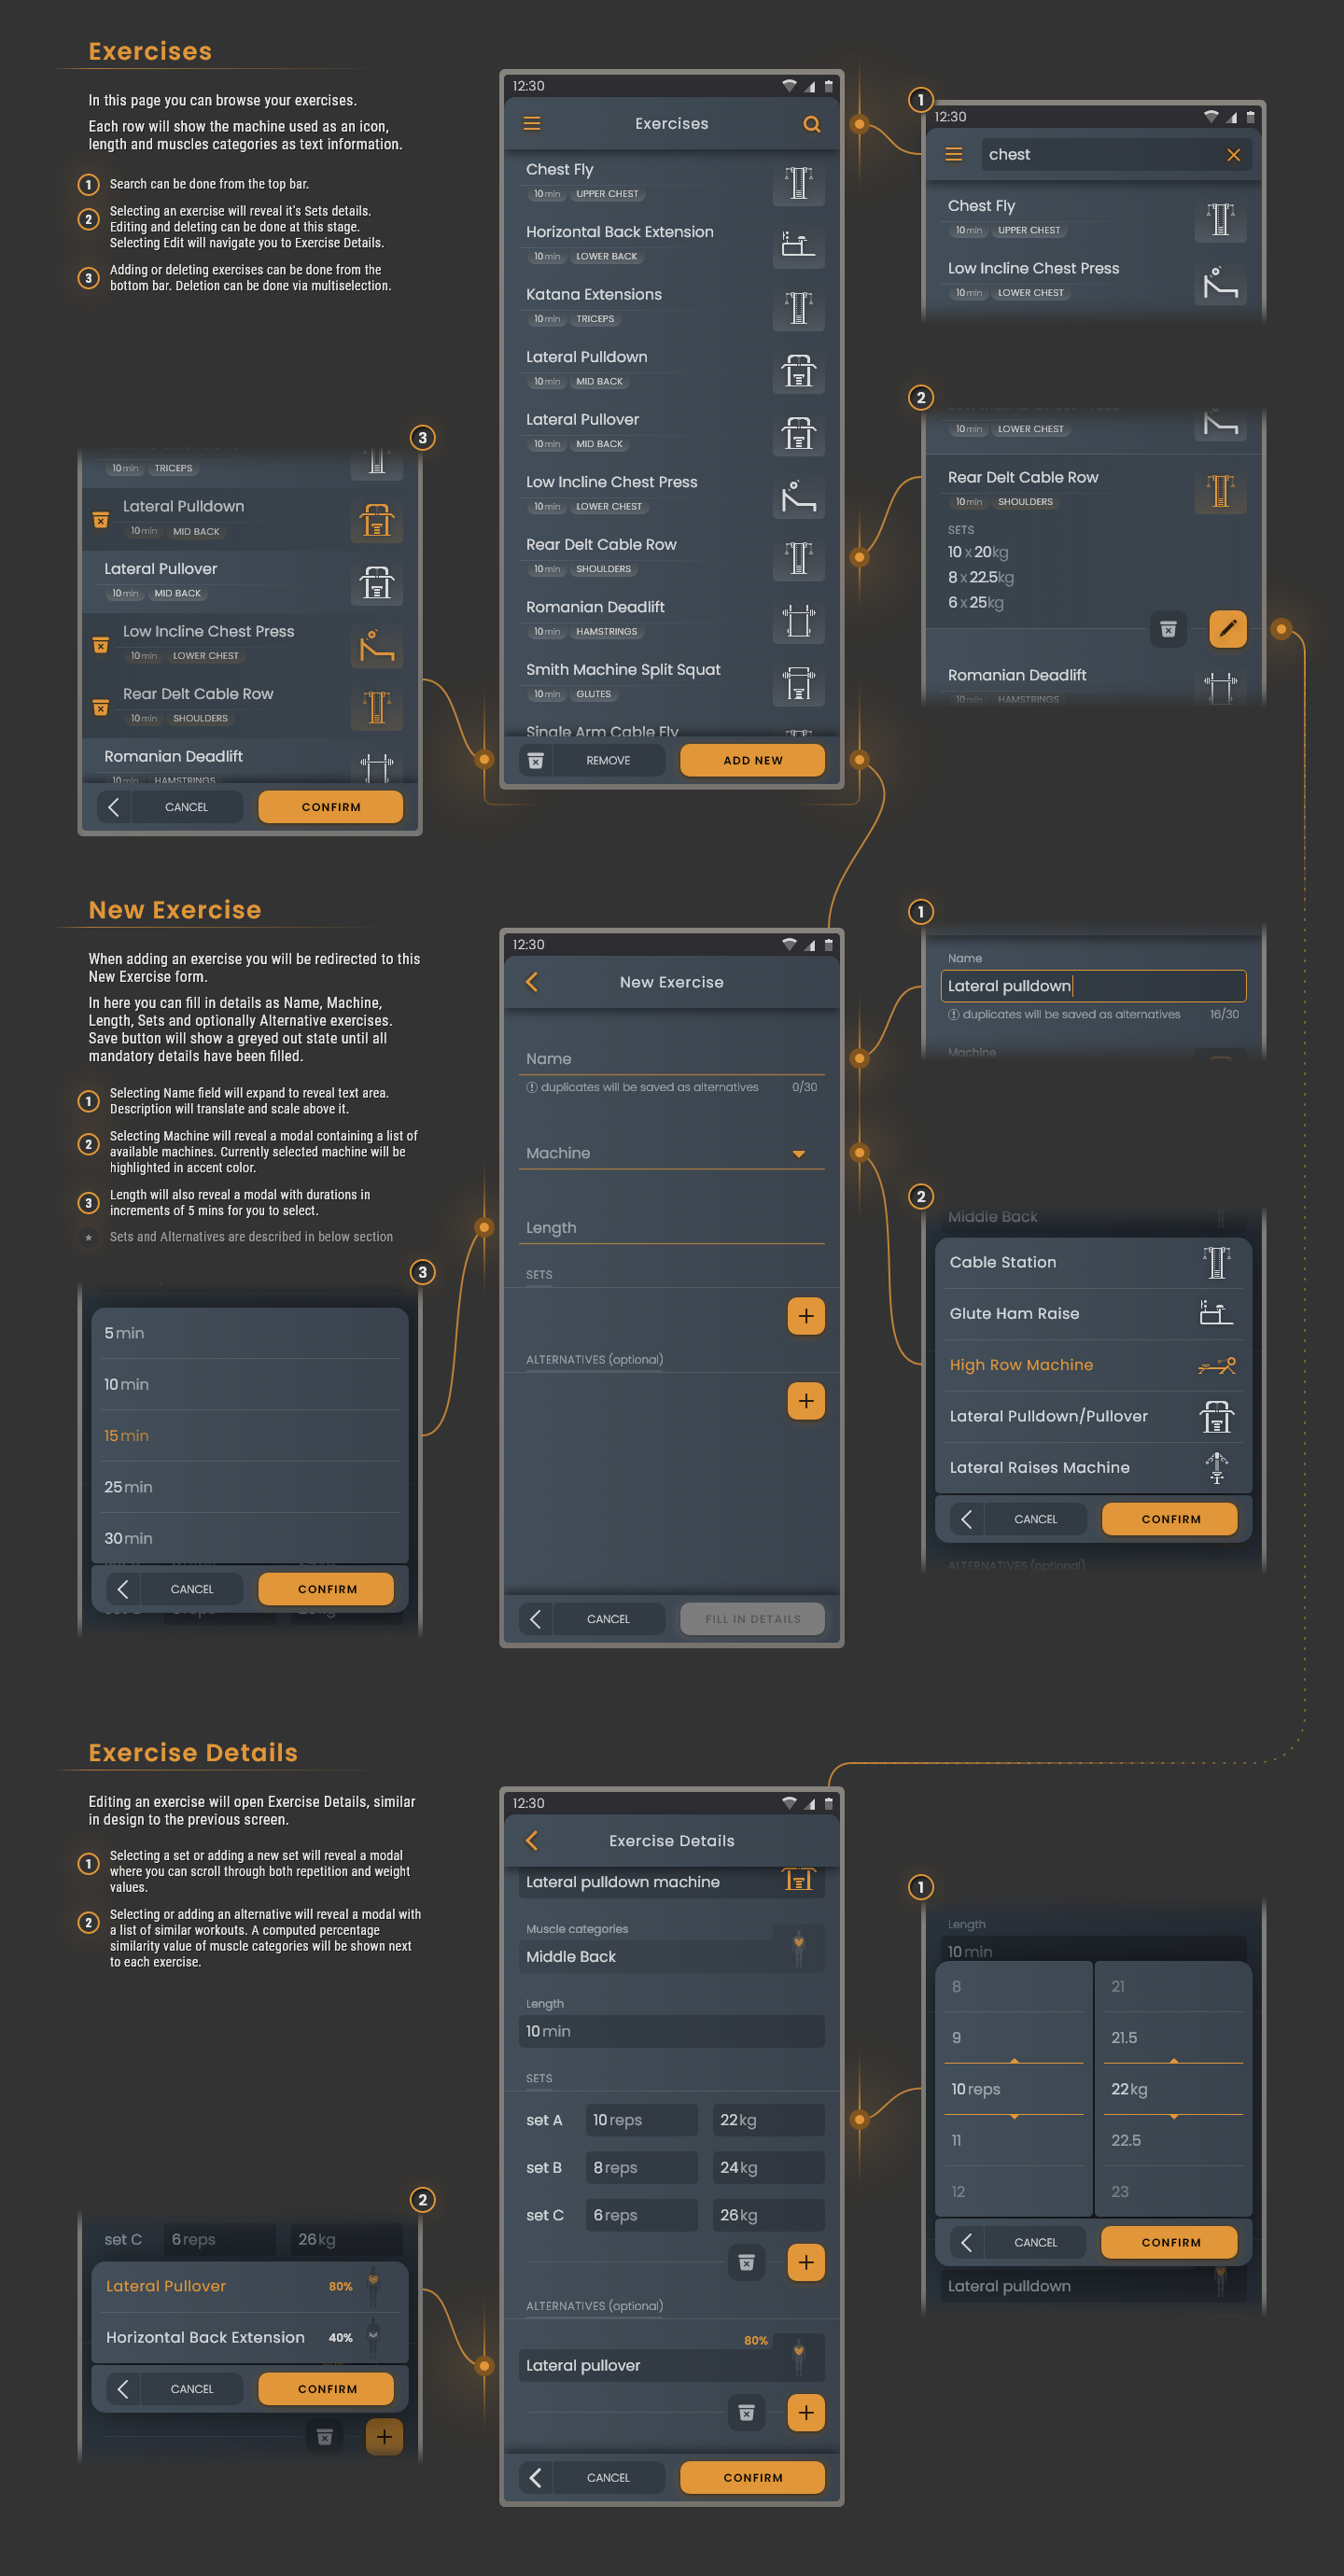 Exercises
In this page you can browse your exercises.
Each row will show the machine used as an icon,
length and muscles categories as text information.
1 Search can be done from the top bar.
2 Selecting an exercise will reveal it's Sets details.
Editing and deleting can be done at this stage.
Selecting Edit will navigate you to Exercise Details.
3 Adding or deleting exercises can be done from the
bottom bar. Deletion can be done via multiselection.
12:30
Exercises
Chest Fly
10 min UPPER CHEST
Horizontal Back Extension
10 min LOWER BACK
Katana Extensions
10 min TRICEPS
Lateral Pulldown
10 min MID BACK
Lateral Pullover
10 min MID BACK
Low Incline Chest Press
10 min LOWER CHEST
Rear Delt Cable Row
10 min SHOULDERS
Romanian Deadlift
10 min HAMSTRINGS
Smith Machine Split Squat
10 min GLUTES
Single Arm Cable Fly
REMOVE
ADD NEW
1
12:30
chest
Chest Fly
10 min UPPER CHEST
Low Incline Chest Press
10 min LOWER CHEST
2
Low Incline Chest Press
10 min LOWER CHEST
Rear Delt Cable Row
10 min SHOULDERS
SETS
10 x 20kg
8 x 22.5kg
6 x 25kg
Romanian Deadlift
10 min HAMSTRINGS
3
10 min TRICEPS
Lateral Pulldown
10 min MID BACK
Lateral Pullover
10 min MID BACK
Low Incline Chest Press
10 min LOWER CHEST
Rear Delt Cable Row
10 min SHOULDERS
Romanian Deadlift
10 min HAMSTRINGS
CANCEL
CONFIRM
New Exercise
When adding an exercise you will be redirected to this
New Exercise form.
In here you can fill in details as Name, Machine,
Length, Sets and optionally Alternative exercises.
Save button will show a greyed out state until all
mandatory details have been filled.
1 Selecting Name field will expand to reveal text area.
Description will translate and scale above it.
2 Selecting Machine will reveal a modal containing a list of
available machines. Currently selected machine will be
highlighted in accent color.
3 Length will also reveal a modal with durations in
increments of 5 mins for you to select.
* Sets and Alternatives are described in below section
12:30
New Exercise
Name
duplicates will be saved as alternatives 0/30
Machine
Length
SETS
ALTERNATIVES (optional)
CANCEL
FILL IN DETAILS
1
Name
Lateral pulldown
duplicates will be saved as alternatives 16/30
Machine
2
Middle Back
Cable Station
Glute Ham Raise
High Row Machine
Lateral Pulldown/Pullover
Lateral Raises Machine
CANCEL
CONFIRM
ALTERNATIVES (optional)
3
5 min
10 min
15 min
25 min
30 min
CANCEL
CONFIRM
Exercise Details
Editing an exercise will open Exercise Details, similar
in design to the previous screen.
1 Selecting a set or adding a new set will reveal a modal
where you can scroll through both repetition and weight
values.
2 Selecting or adding an alternative will reveal a modal with
a list of similar workouts. A computed percentage
similarity value of muscle categories will be shown next
to each exercise.
12:30
Exercise Details
Lateral pulldown machine
Muscle categories
Middle Back
Length
10 min
SETS
set A 10 reps 22 kg
set B 8 reps 24 kg
set C 6 reps 26 kg
ALTERNATIVES (optional)
80%
Lateral pullover
CANCEL
CONFIRM
1
Length
10 min
8 21
9 21.5
10 reps 22 kg
11 22.5
12 23
CANCEL
CONFIRM
Lateral pulldown
2
set C 6 reps 26 kg
Lateral Pullover 80%
Horizontal Back Extension 40%
CANCEL
CONFIRM